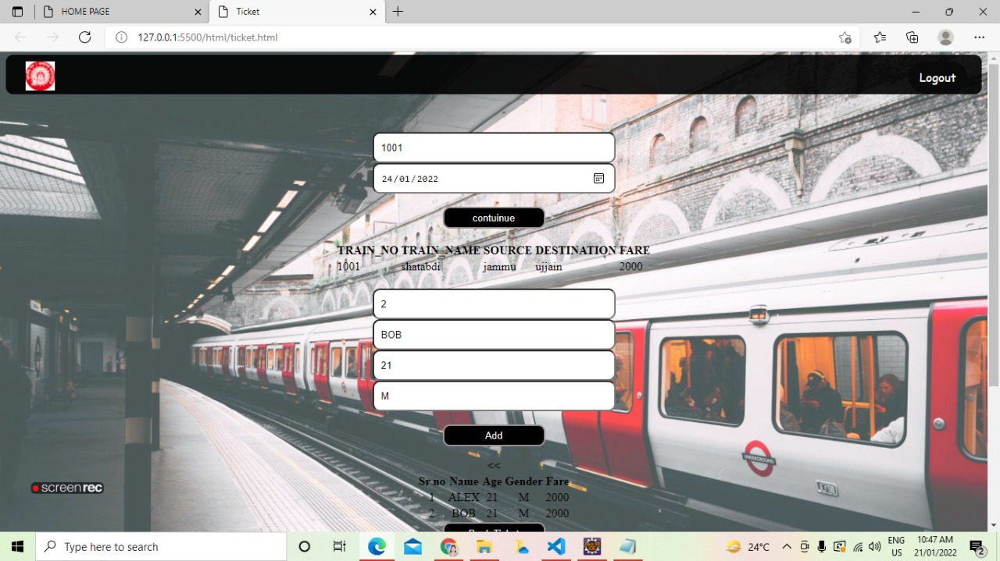 HOME PAGE
Ticket
127.0.0.1:5500/html/ticket.html
Logout
1001
24/01/2022
contuinue
TRAIN_NO TRAIN_NAME SOURCE DESTINATION FARE
1001 shatabdi jammu ujjain 2000
2
BOB
21
M
Add
<<
Sr no Name Age Gender Fare
1 ALEX 21 M 2000
2 BOB 21 M 2000
UNDERGROUND
screenrec
Type here to search
24°C
ENG
US
10:47 AM
21/01/2022
2